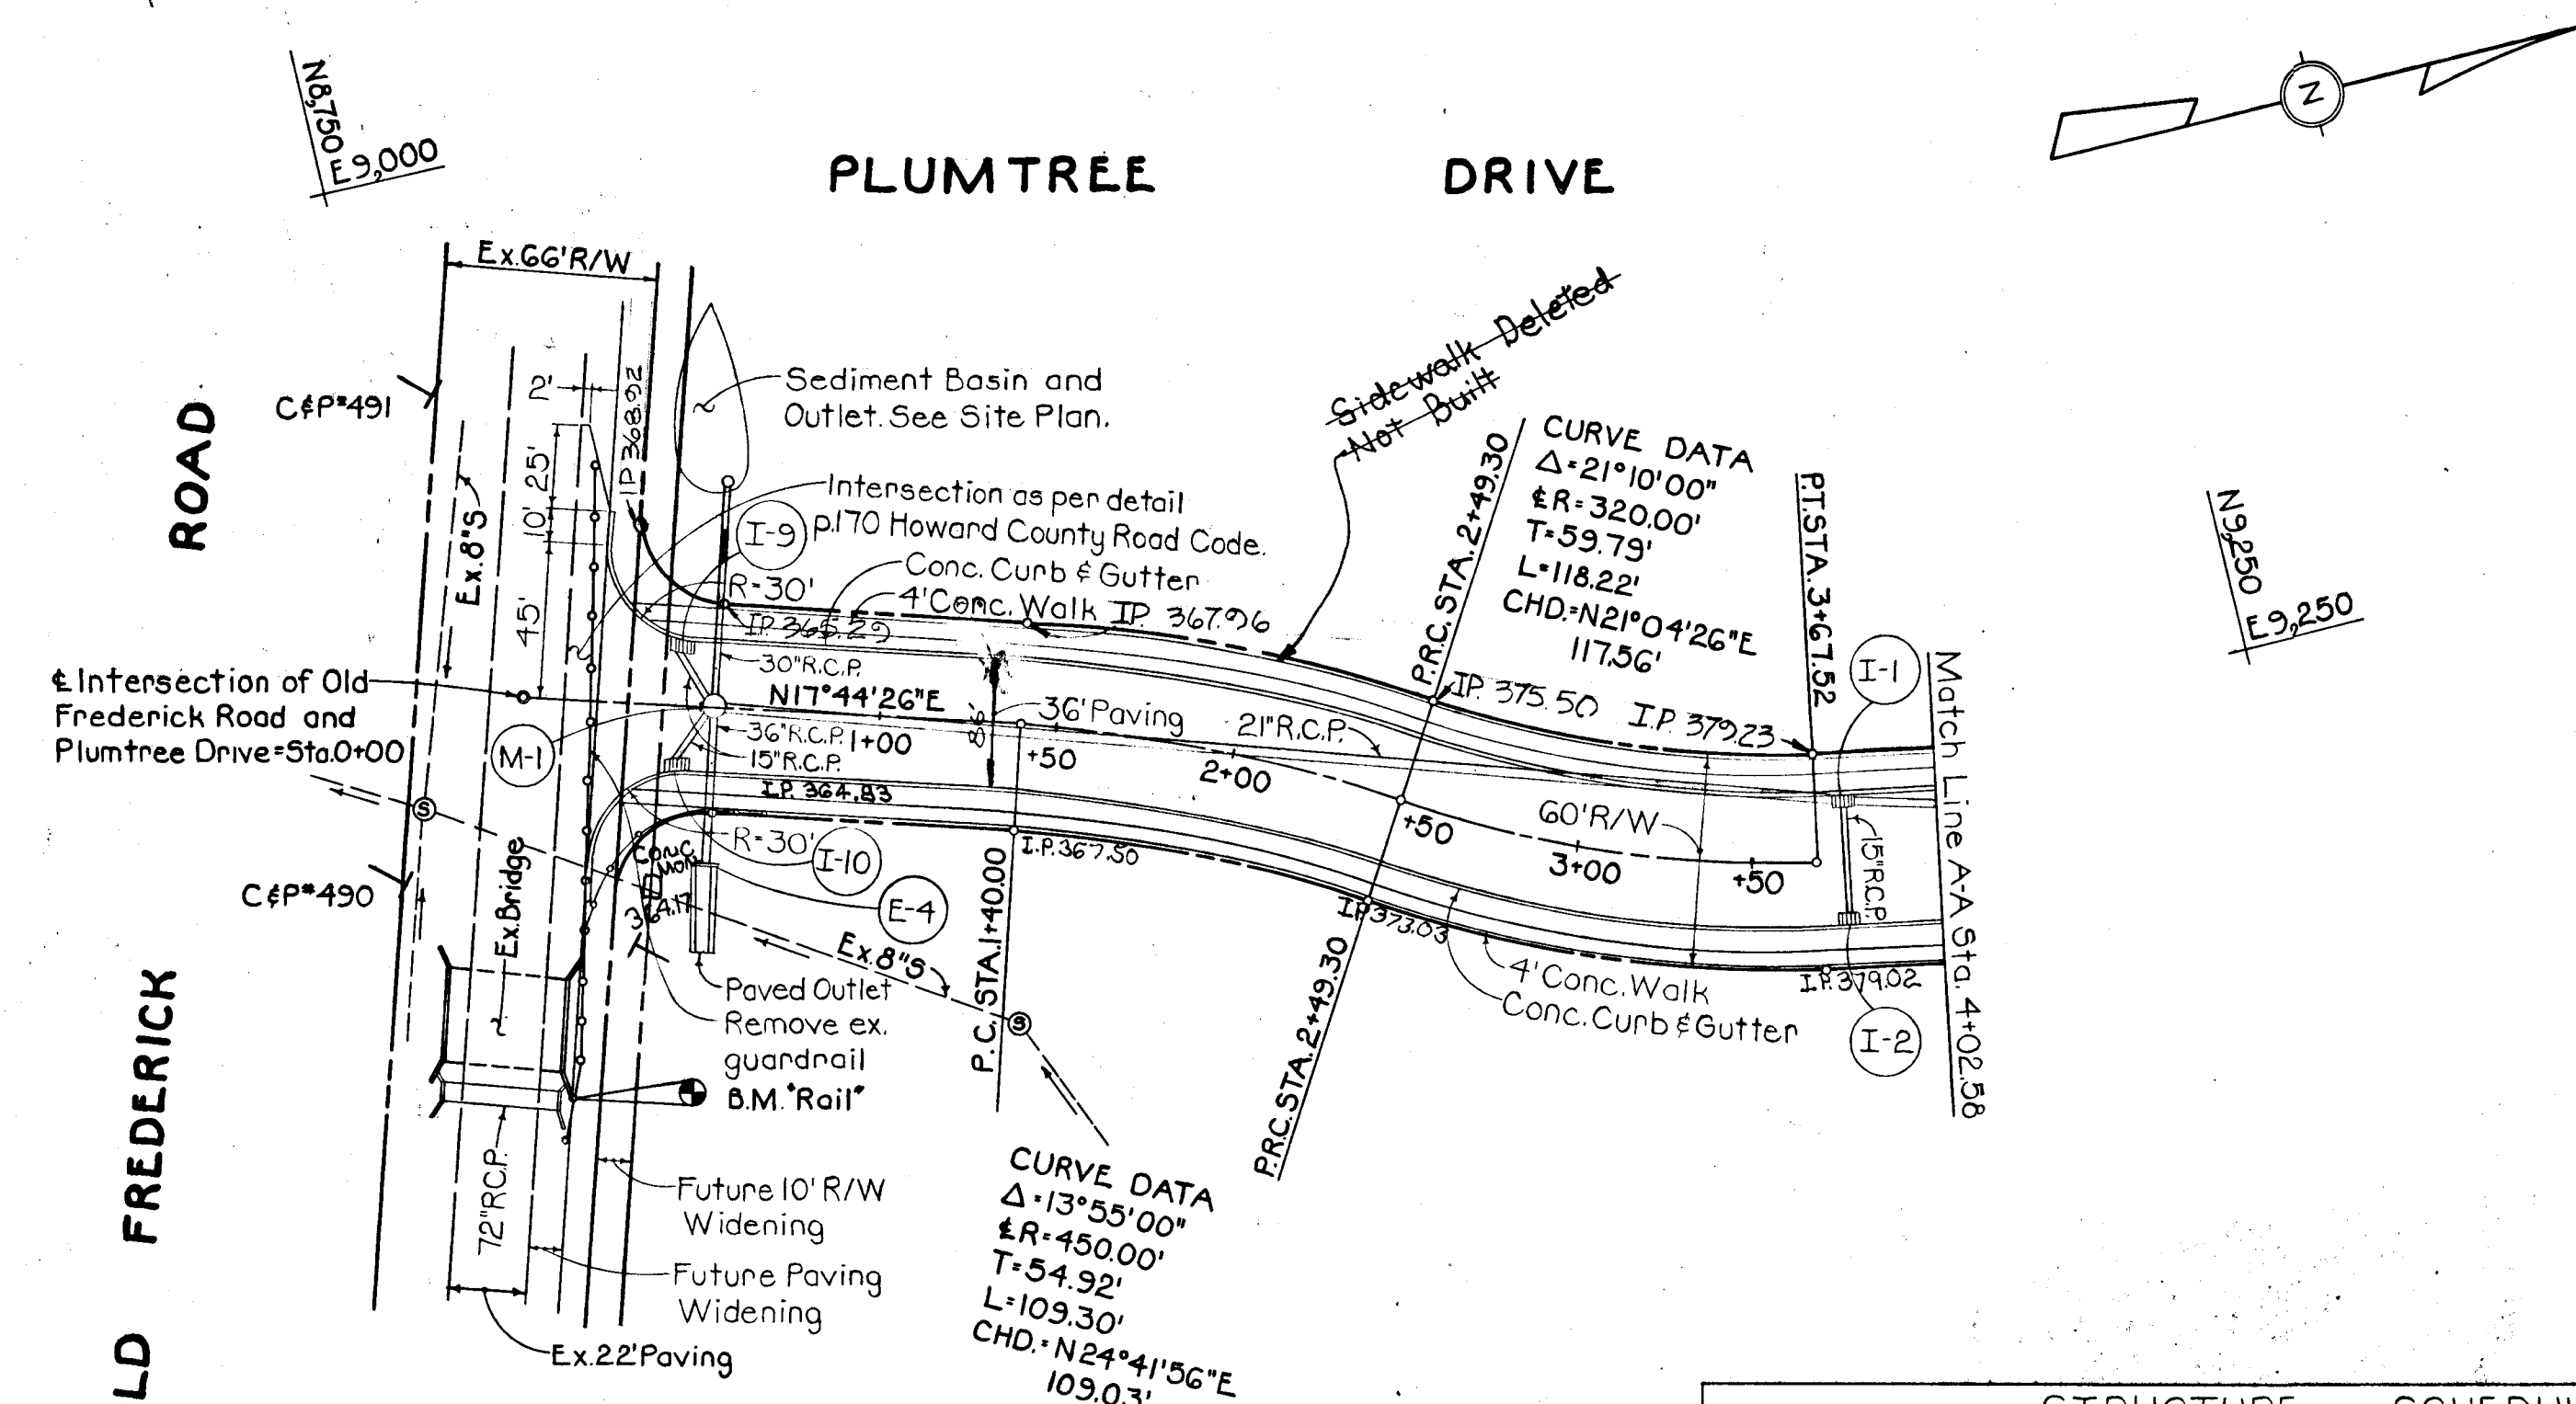 N8,750
E9,000
PLUMTREE DRIVE
N
Ex.66'R/W
ROAD
C&P#491
2'
IP 368.92
Sediment Basin and
Outlet. See Site Plan.
Sidewalk Deleted
Not Built
25'
10'
45'
Ex.8"S
Intersection as per detail
p.170 Howard County Road Code.
I-9
Conc. Curb & Gutter
R=30'
4'Conc. Walk
I.P. 367.96
I.P. 365.29
30"R.C.P.
N17°44'26"E
℄ Intersection of Old
Frederick Road and
Plumtree Drive=Sta.0+00
M-1
36"R.C.P.
1+00
15"R.C.P.
I.P. 364.83
36'Paving
+50
2+00
21"R.C.P.
P.R.C. STA. 2+49.30
CURVE DATA
Δ=21°10'00"
℄R=320.00'
T=59.79'
L=118.22'
CHD.=N21°04'26"E
117.56'
P.T. STA. 3+67.52
I.P. 375.50
I.P. 379.23
I-1
Match Line A-A Sta. 4+02.58
N9,250
E9,250
60'R/W
+50
3+00
+50
15"R.C.P.
S
C&P#490
Ex.Bridge
R=30'
I-10
Conc.
Mon.
364.17
E-4
I.P. 367.50
P.C. STA. 1+40.00
Ex.8"S
I.P. 373.03
P.R.C. STA. 2+49.30
4'Conc. Walk
Conc. Curb & Gutter
I.P. 379.02
I-2
S
Paved Outlet
Remove ex.
guardrail
B.M. "Rail"
72"R.C.P.
Future 10' R/W
Widening
Future Paving
Widening
Ex.22'Paving
CURVE DATA
Δ=13°55'00"
℄R=450.00'
T=54.92'
L=109.30'
CHD.=N24°41'56"E
109.03'
LD FREDERICK
STRUCTURE